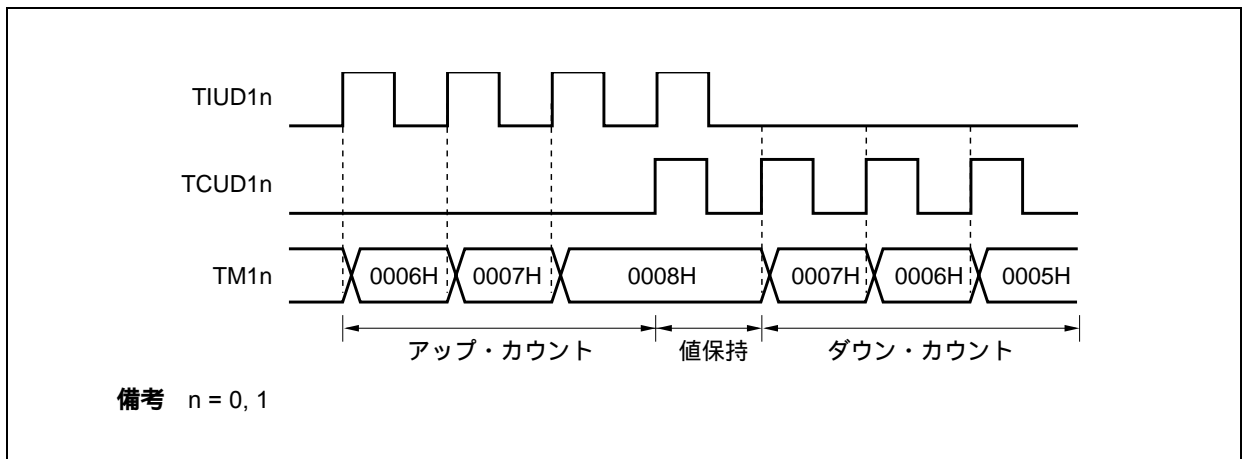 TIUD1n
TCUD1n
TM1n 0006H 0007H 0008H 0007H 0006H 0005H
アップ・カウント 値保持 ダウン・カウント
備考 n = 0, 1